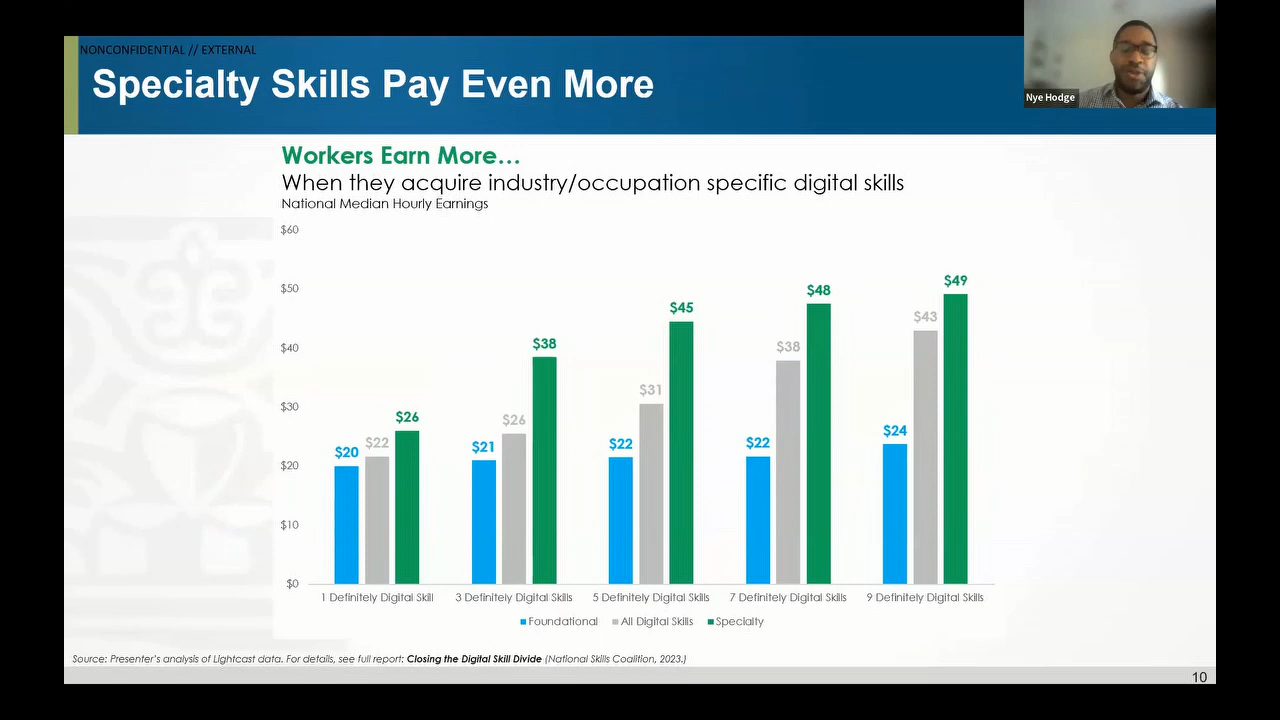 NONCONFIDENTIAL // EXTERNAL
Specialty Skills Pay Even More
Nye Hodge
Workers Earn More…
When they acquire industry/occupation specific digital skills
National Median Hourly Earnings
$60
$50
$40
$30
$20
$10
$0
$20 $22 $26
$21 $26 $38
$22 $31 $45
$22 $38 $48
$24 $43 $49
1 Definitely Digital Skill 3 Definitely Digital Skills 5 Definitely Digital Skills 7 Definitely Digital Skills 9 Definitely Digital Skills
Foundational All Digital Skills Specialty
Source: Presenter's analysis of Lightcast data. For details, see full report: Closing the Digital Skill Divide (National Skills Coalition, 2023.)
10